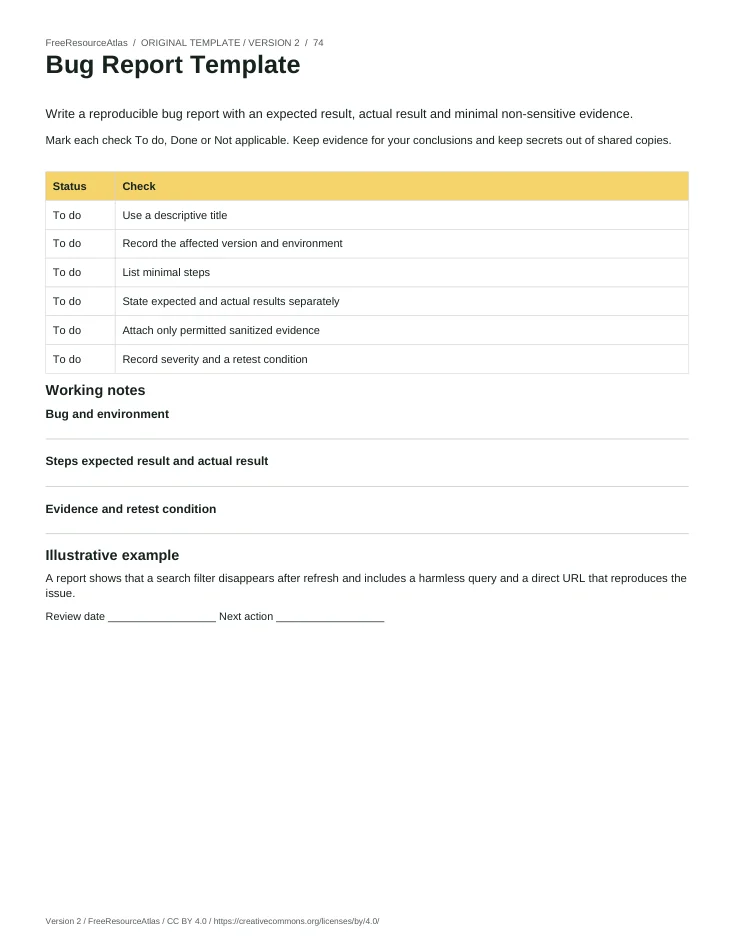 FreeResourceAtlas / ORIGINAL TEMPLATE / VERSION 2 / 74
Bug Report Template
Write a reproducible bug report with an expected result, actual result and minimal non-sensitive evidence.
Mark each check To do, Done or Not applicable. Keep evidence for your conclusions and keep secrets out of shared copies.
Status Check
To do Use a descriptive title
To do Record the affected version and environment
To do List minimal steps
To do State expected and actual results separately
To do Attach only permitted sanitized evidence
To do Record severity and a retest condition
Working notes
Bug and environment
Steps expected result and actual result
Evidence and retest condition
Illustrative example
A report shows that a search filter disappears after refresh and includes a harmless query and a direct URL that reproduces the
issue.
Review date __________________ Next action __________________
Version 2 / FreeResourceAtlas / CC BY 4.0 / https://creativecommons.org/licenses/by/4.0/